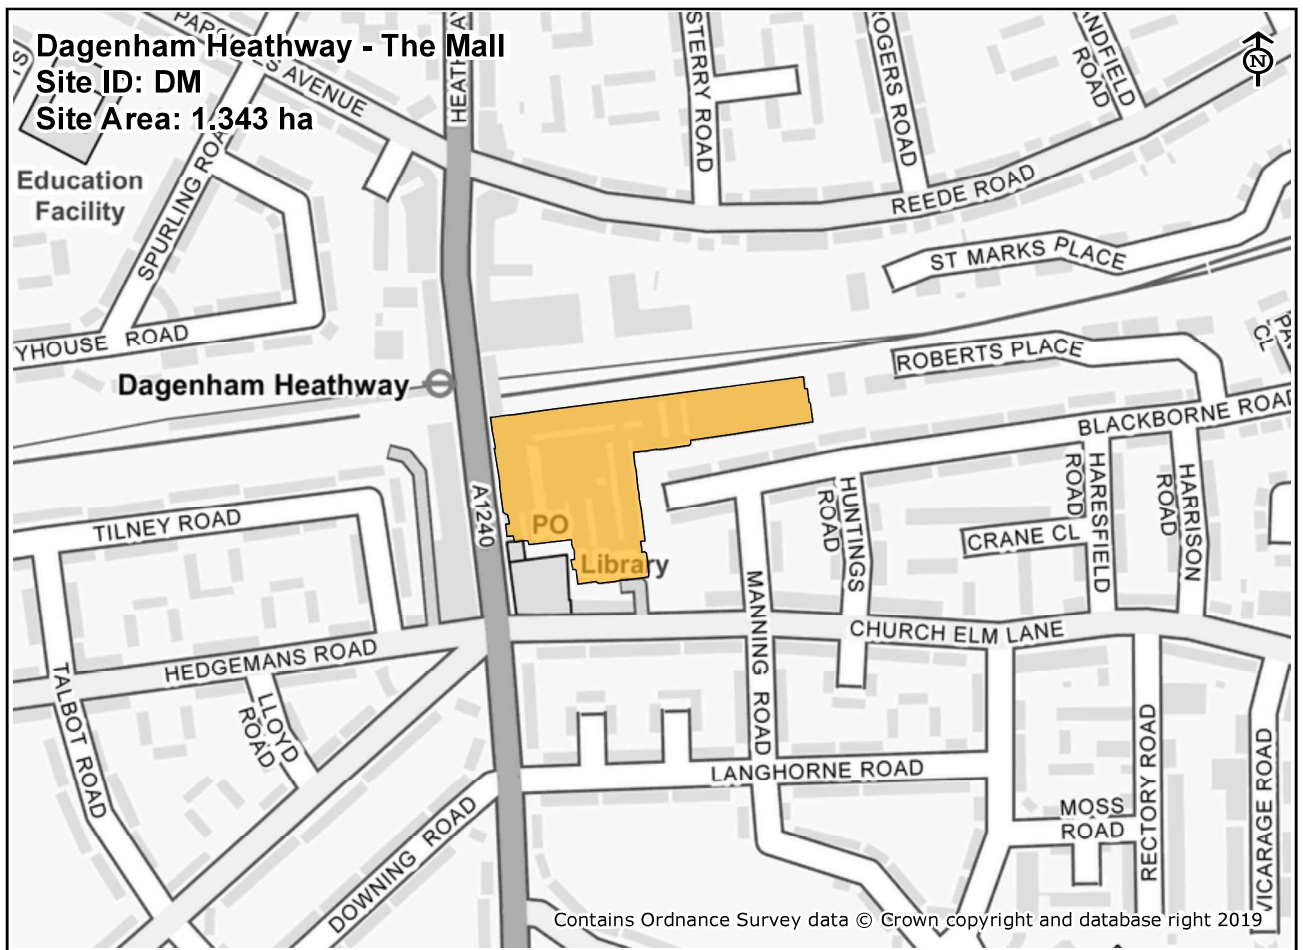 Dagenham Heathway - The Mall
Site ID: DM
Site Area: 1.343 ha
N
AVENUE
HEATH
STERRY ROAD
ROGERS ROAD
ROAD
Education
Facility
SPURLING ROA
REEDE ROAD
ST MARKS PLACE
YHOUSE ROAD
ROBERTS PLACE
CL
Dagenham Heathway
BLACKBORNE ROAD
A1240
PO
Library
TILNEY ROAD
HUNTINGS
ROAD
CRANE CL
HARESFIELD
ROAD
HARRISON
ROAD
MANNING ROAD
CHURCH ELM LANE
HEDGEMANS ROAD
TALBOT ROAD
LLOYD
ROAD
LANGHORNE ROAD
DOWNING ROAD
MOSS
ROAD
RECTORY ROAD
VICARAGE ROAD
Contains Ordnance Survey data © Crown copyright and database right 2019